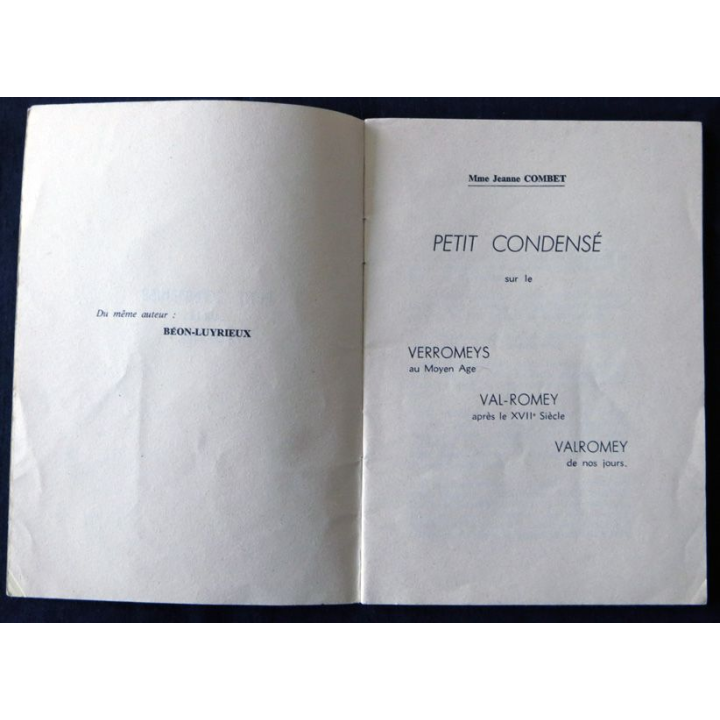 Du même auteur :
BÉON-LUYRIEUX
Mme Jeanne COMBET
PETIT CONDENSÉ
sur le
VERROMEYS
au Moyen Age
VAL-ROMEY
après le XVIIe Siècle
VALROMEY
de nos jours.